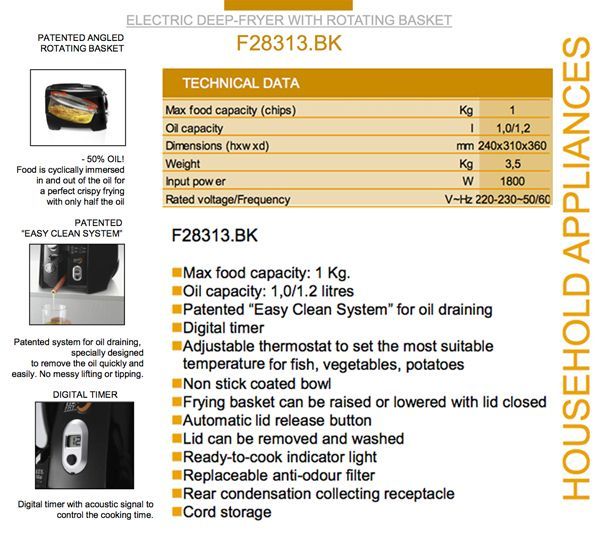 ELECTRIC DEEP-FRYER WITH ROTATING BASKET
F28313.BK
PATENTED ANGLED
ROTATING BASKET
- 50% OIL!
Food is cyclically immersed
in and out of the oil for
a perfect crispy frying
with only half the oil
PATENTED
“EASY CLEAN SYSTEM”
Patented system for oil draining,
specially designed
to remove the oil quickly and
easily. No messy lifting or tipping.
DIGITAL TIMER
12
Digital timer with acoustic signal to
control the cooking time.
TECHNICAL DATA
Max food capacity (chips) Kg 1
Oil capacity l 1,0/1,2
Dimensions (hxwxd) mm 240x310x360
Weight Kg 3,5
Input power W 1800
Rated voltage/Frequency V~Hz 220-230~50/60
F28313.BK
■Max food capacity: 1 Kg.
■Oil capacity: 1,0/1.2 litres
■Patented “Easy Clean System” for oil draining
■Digital timer
■Adjustable thermostat to set the most suitable
temperature for fish, vegetables, potatoes
■Non stick coated bowl
■Frying basket can be raised or lowered with lid closed
■Automatic lid release button
■Lid can be removed and washed
■Ready-to-cook indicator light
■Replaceable anti-odour filter
■Rear condensation collecting receptacle
■Cord storage
HOUSEHOLD APPLIANCES